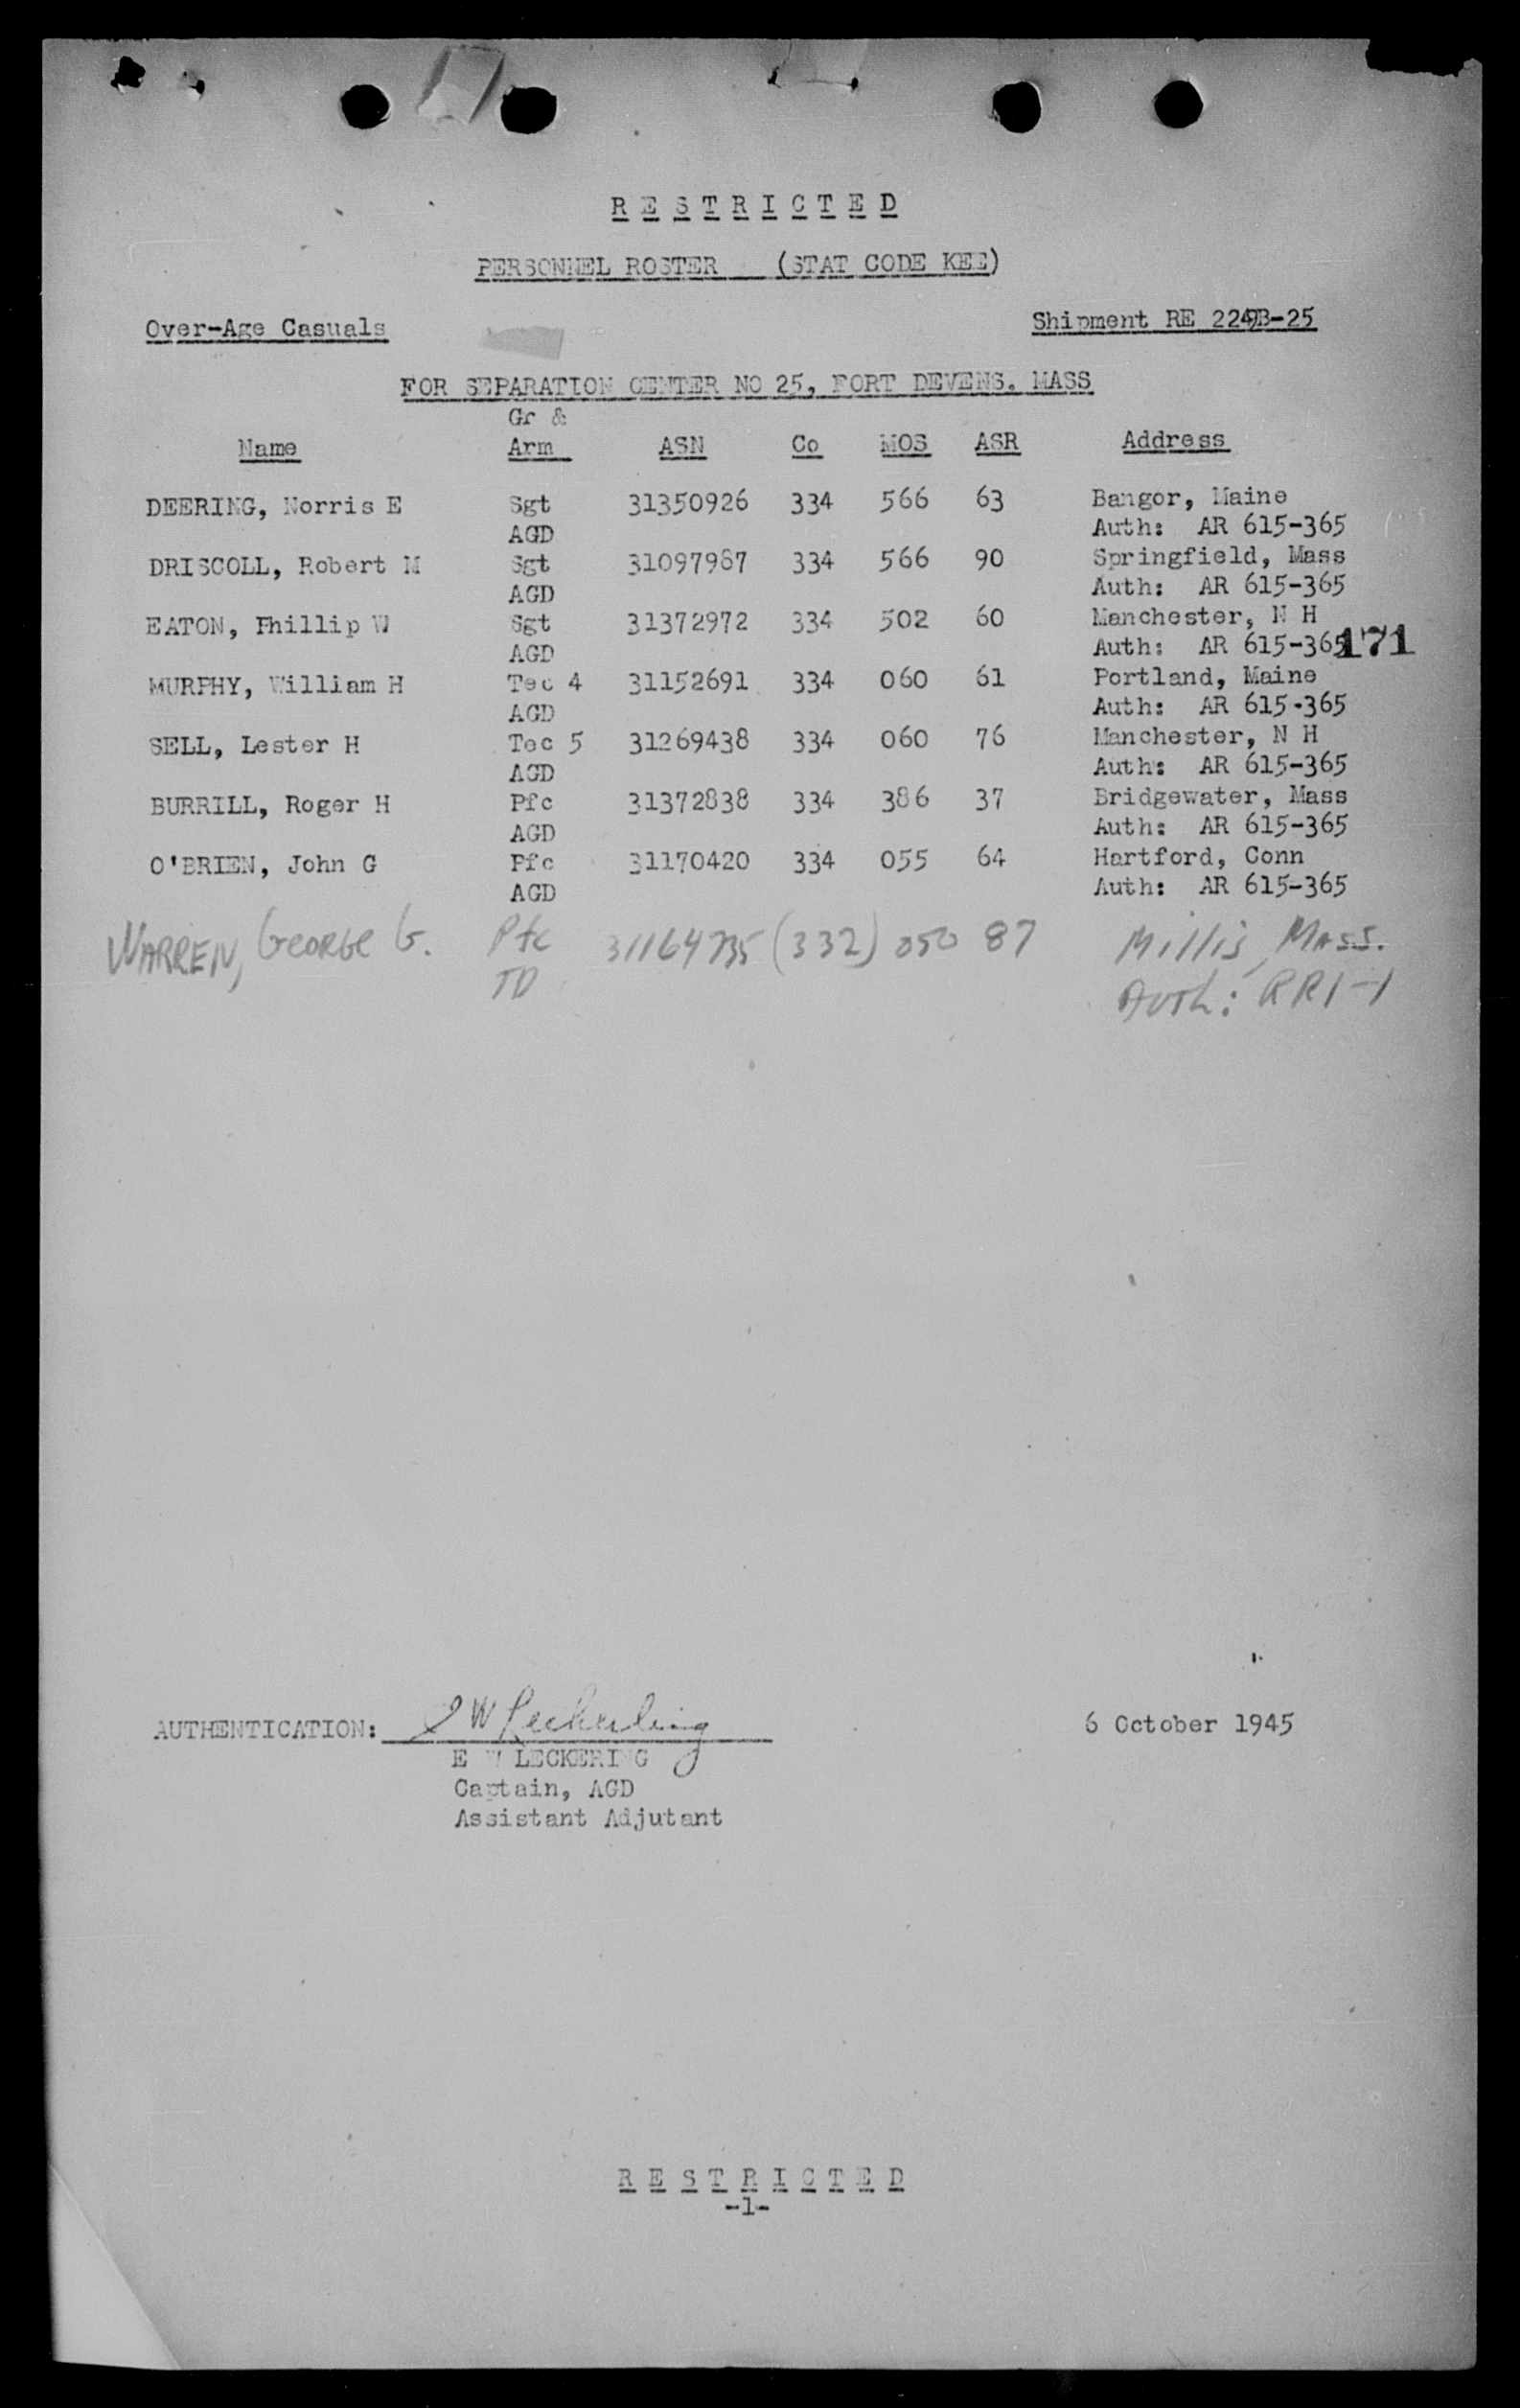 RESTRICTED
PERSONNEL ROSTER (STAT CODE KEE)
Over-Age Casuals Shipment RE 2249B-25
FOR SEPARATION CENTER NO 25, FORT DEVENS. MASS
Gr &
Name Arm ASN Co MOS ASR Address
DEERING, Norris E Sgt 31350926 334 566 63 Bangor, Maine
AGD Auth: AR 615-365
DRISCOLL, Robert M Sgt 31097987 334 566 90 Springfield, Mass
AGD Auth: AR 615-365
EATON, Phillip W Sgt 31372972 334 502 60 Manchester, N H
AGD Auth: AR 615-365 171
MURPHY, William H Tec 4 31152691 334 060 61 Portland, Maine
AGD Auth: AR 615-365
SELL, Lester H Tec 5 31269438 334 060 76 Manchester, N H
AGD Auth: AR 615-365
BURRILL, Roger H Pfc 31372838 334 386 37 Bridgewater, Mass
AGD Auth: AR 615-365
O'BRIEN, John G Pfc 31170420 334 055 64 Hartford, Conn
AGD Auth: AR 615-365
WARREN, GEORGE G. Pfc (332) 050 87 Millis, MASS.
TD Auth: RR1-1
AUTHENTICATION: E W Leckerling 6 October 1945
E W LECKERING
Captain, AGD
Assistant Adjutant
RESTRICTED
-1-